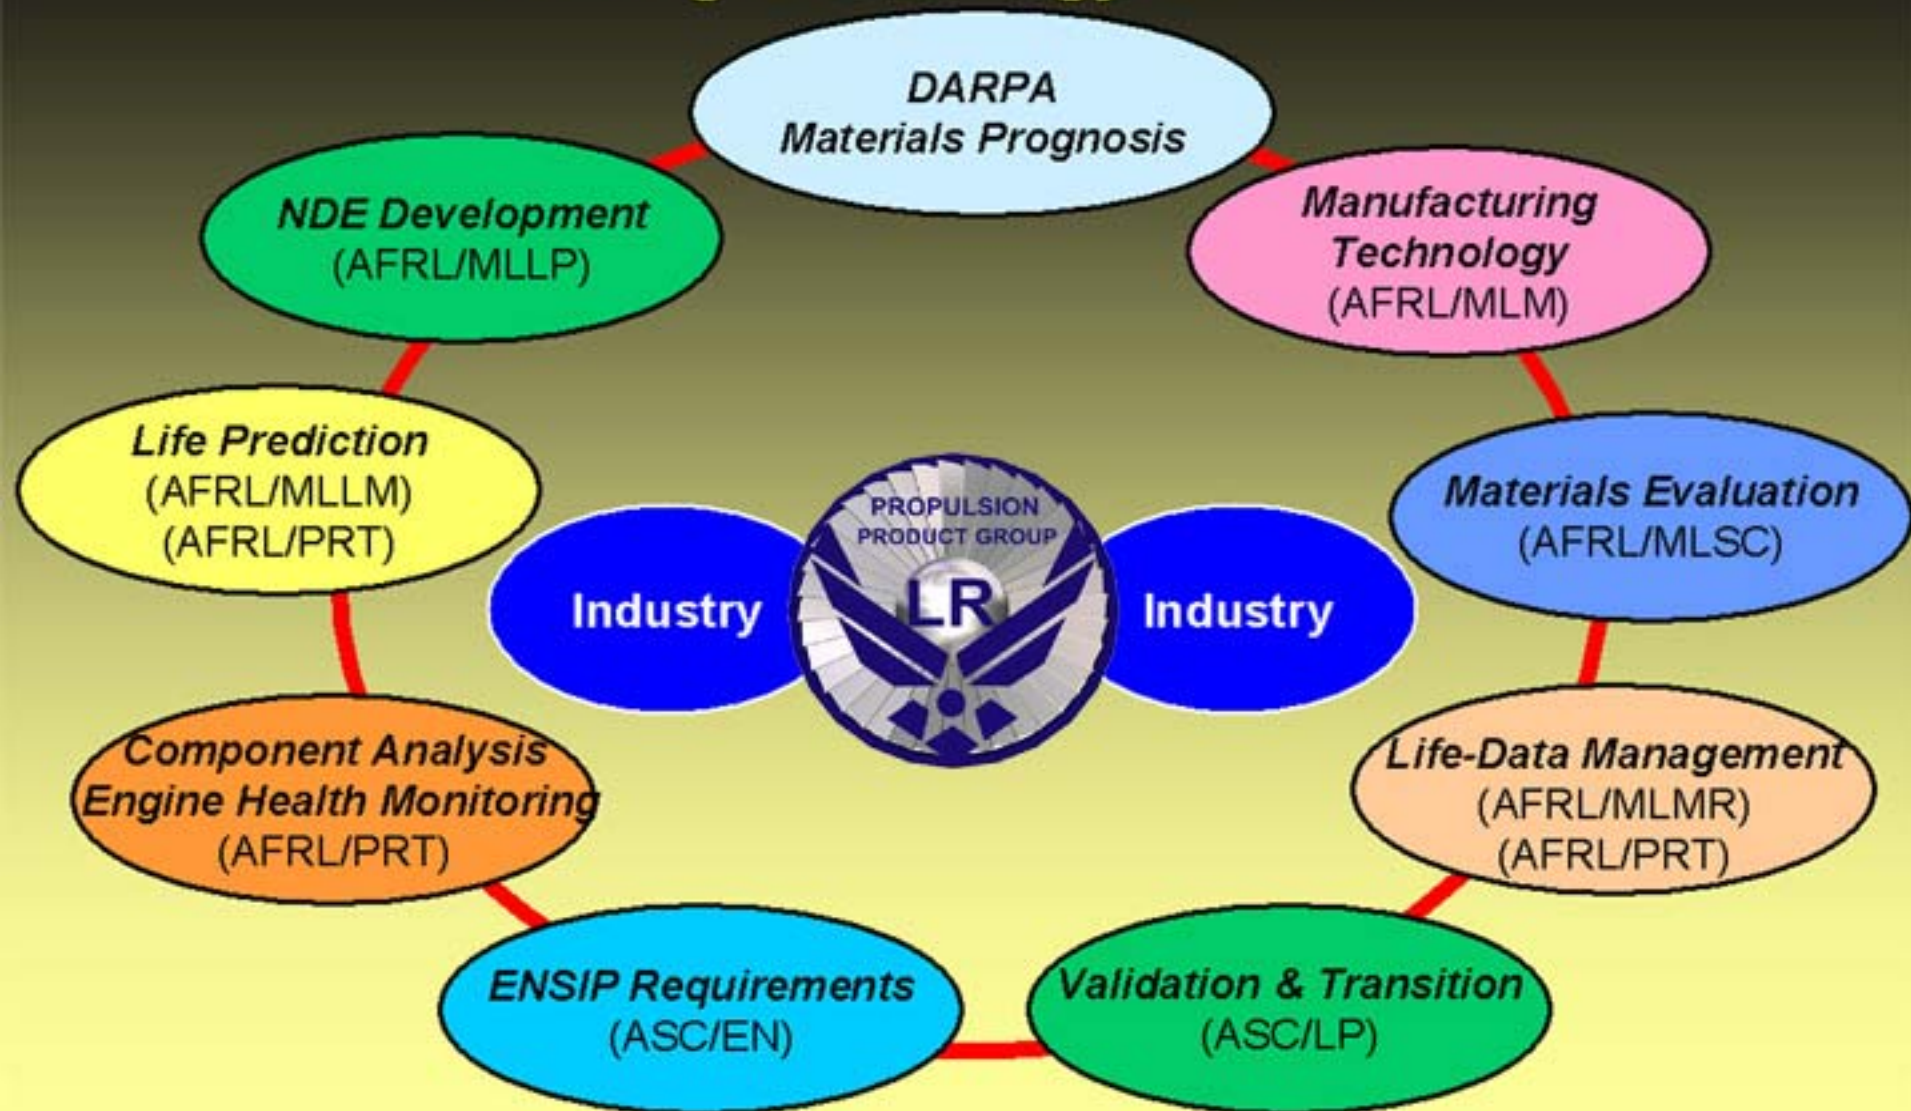 DARPA
Materials Prognosis
NDE Development
(AFRL/MLLP)
Manufacturing
Technology
(AFRL/MLM)
Life Prediction
(AFRL/MLLM)
(AFRL/PRT)
Materials Evaluation
(AFRL/MLSC)
PROPULSION
PRODUCT GROUP
LR
Industry
Industry
Component Analysis
Engine Health Monitoring
(AFRL/PRT)
Life-Data Management
(AFRL/MLMR)
(AFRL/PRT)
ENSIP Requirements
(ASC/EN)
Validation & Transition
(ASC/LP)